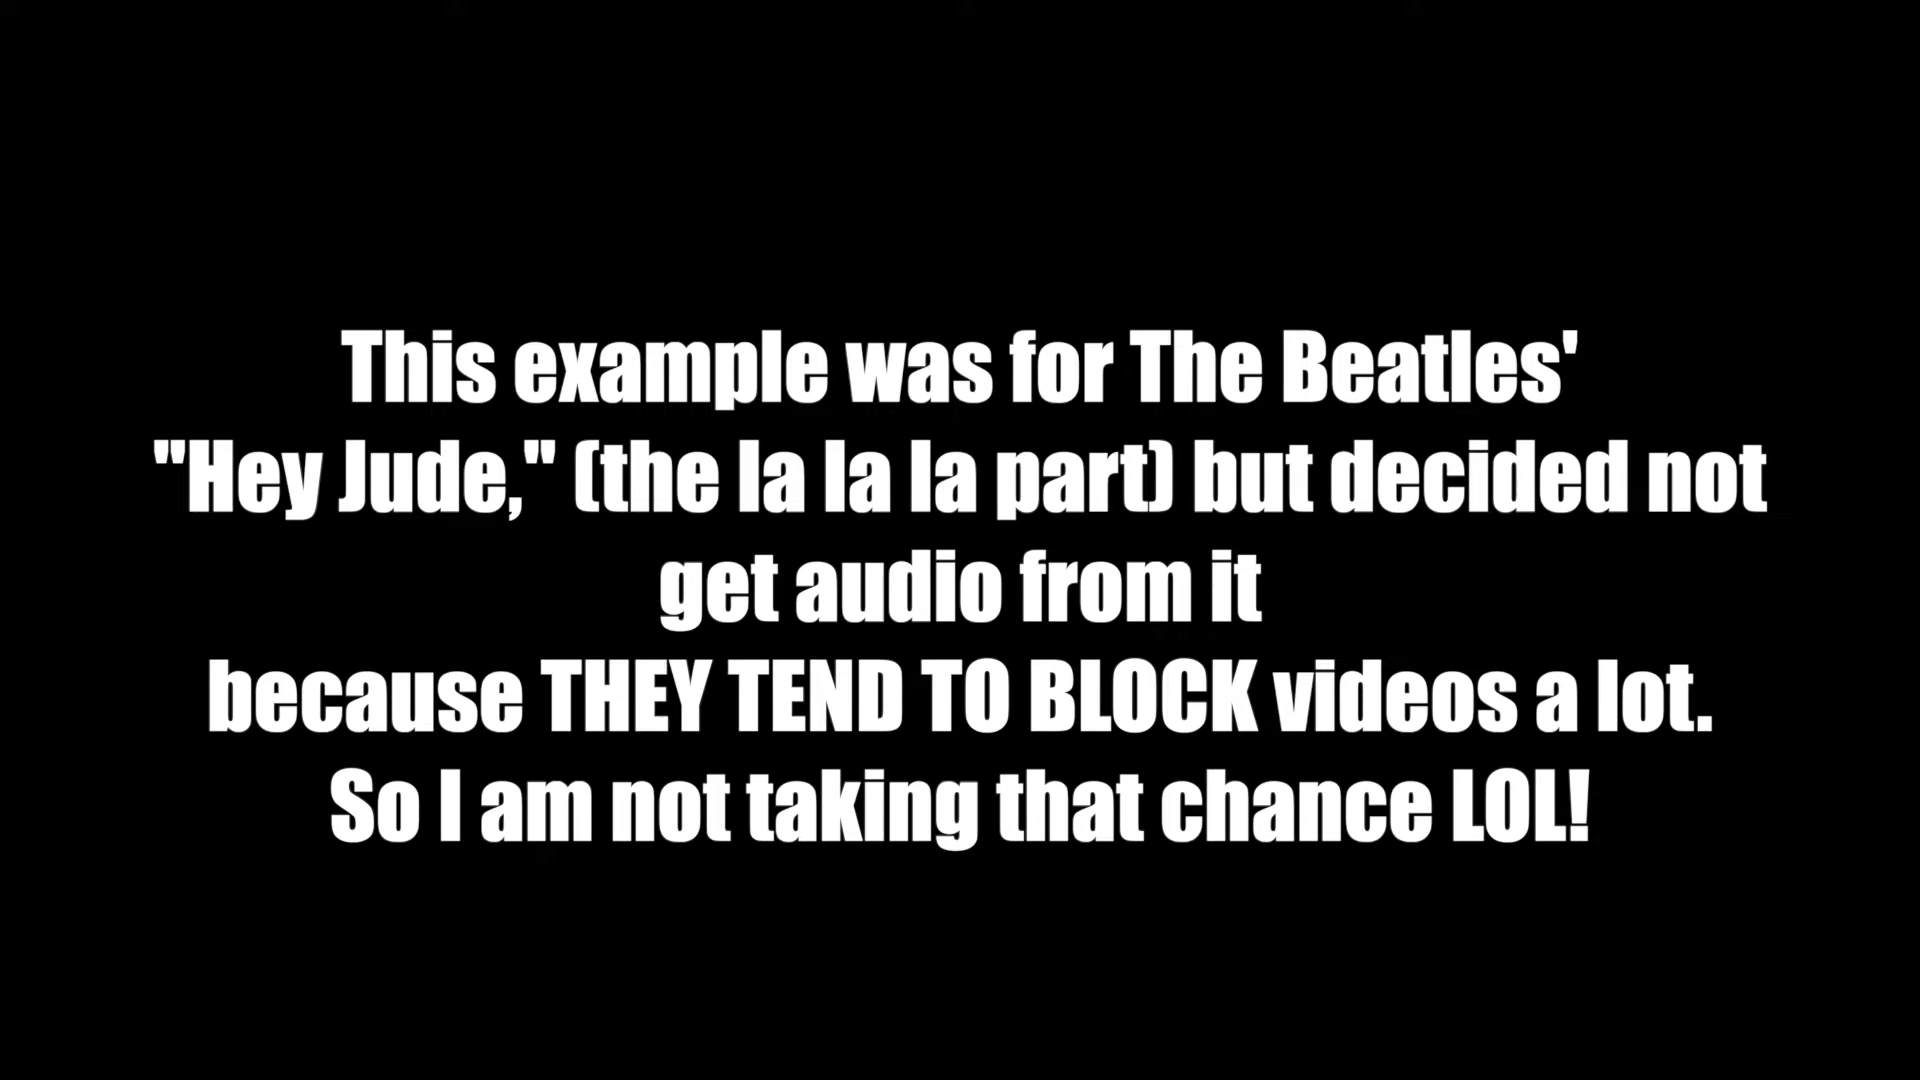 This example was for The Beatles'
"Hey Jude," (the la la la part) but decided not
get audio from it
because THEY TEND TO BLOCK videos a lot.
So I am not taking that chance LOL!